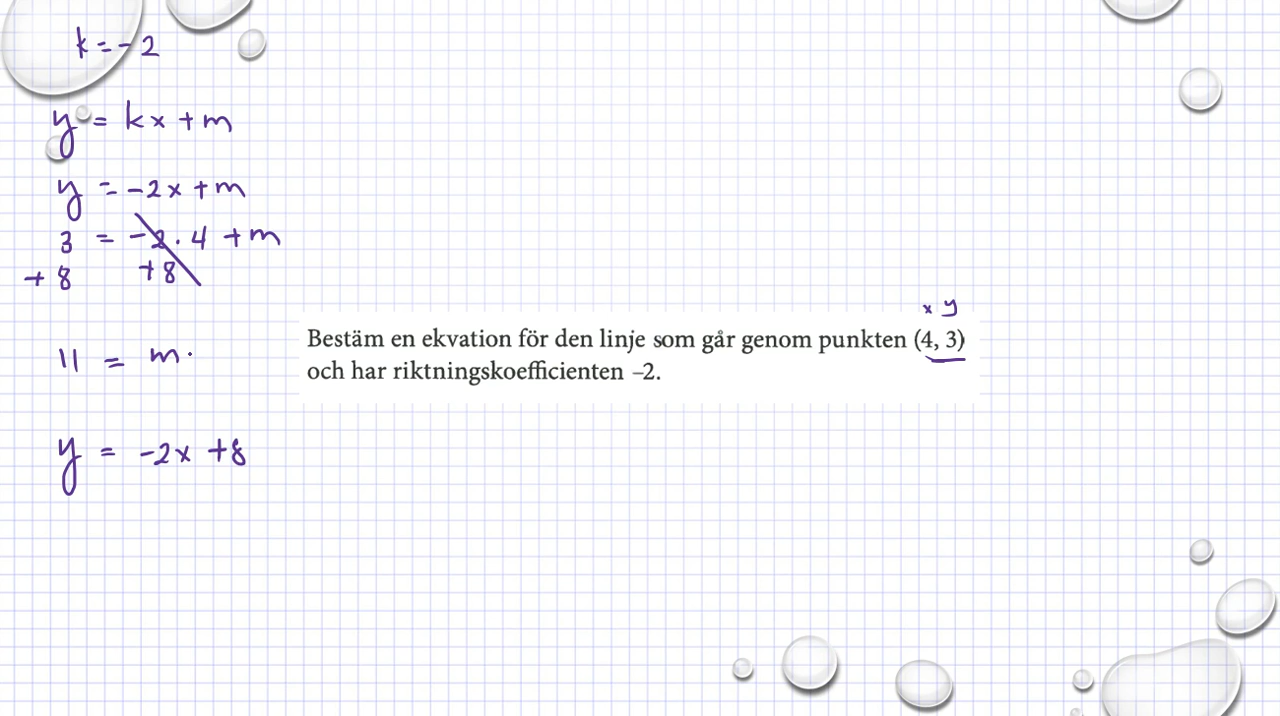 k = -2
y = kx + m
y = -2x + m
3 = -2 · 4 + m
+ 8 +8
x y
Bestäm en ekvation för den linje som går genom punkten (4, 3)
och har riktningskoefficienten –2.
11 = m.
y = -2x +8